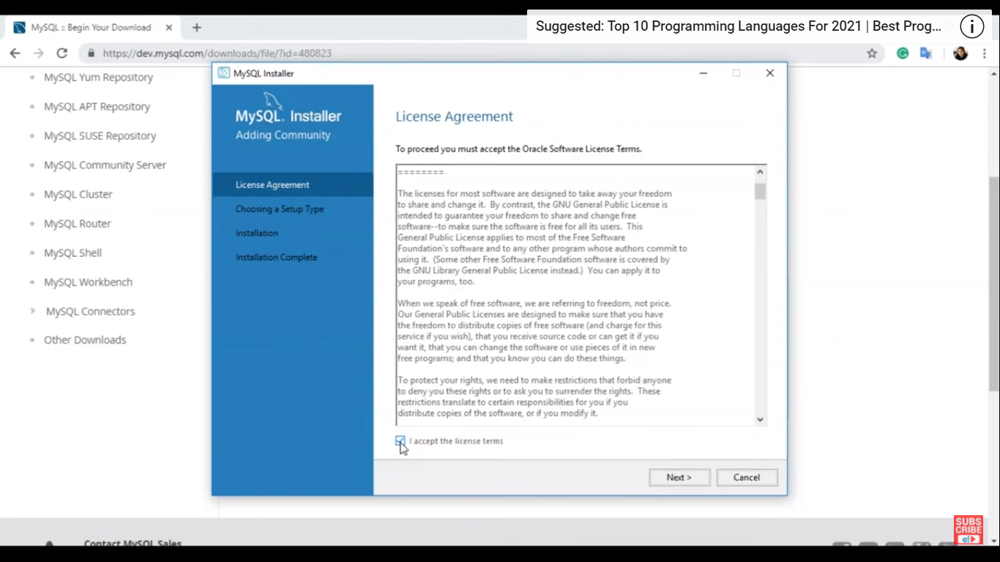 MySQL :: Begin Your Download
Suggested: Top 10 Programming Languages For 2021 | Best Prog...
https://dev.mysql.com/downloads/file/?id=480823
MySQL Yum Repository
MySQL APT Repository
MySQL SUSE Repository
MySQL Community Server
MySQL Cluster
MySQL Router
MySQL Shell
MySQL Workbench
MySQL Connectors
Other Downloads
MySQL Installer
MySQL. Installer
Adding Community
License Agreement
Choosing a Setup Type
Installation
Installation Complete
License Agreement
To proceed you must accept the Oracle Software License Terms.
========
The licenses for most software are designed to take away your freedom
to share and change it.  By contrast, the GNU General Public License is
intended to guarantee your freedom to share and change free
software--to make sure the software is free for all its users.  This
General Public License applies to most of the Free Software
Foundation's software and to any other program whose authors commit to
using it.  (Some other Free Software Foundation software is covered by
the GNU Library General Public License instead.)  You can apply it to
your programs, too.
When we speak of free software, we are referring to freedom, not price.
Our General Public Licenses are designed to make sure that you have
the freedom to distribute copies of free software (and charge for this
service if you wish), that you receive source code or can get it if you
want it, that you can change the software or use pieces of it in new
free programs; and that you know you can do these things.
To protect your rights, we need to make restrictions that forbid anyone
to deny you these rights or to ask you to surrender the rights.  These
restrictions translate to certain responsibilities for you if you
distribute copies of the software, or if you modify it.
I accept the license terms
Next >
Cancel
Contact MySQL Sales
SUBS
CRIBE
e!